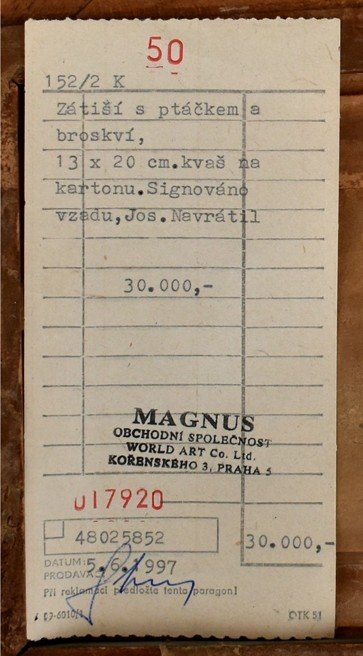 50
152/2 K
Zátiší s ptáčkem a
broskví,
13 x 20 cm.kvaš na
kartonu.Signováno
vzadu,Jos.Navrátil
30.000,-
MAGNUS
OBCHODNÍ SPOLEČNOST
WORLD ART Co. Ltd.
KOŘENSKÉHO 3, PRAHA 5
017920
48025852
30.000,-
DATUM: 5.6.1997
PRODAVAČ
Při reklamaci předložte tento paragon!
OTK 51